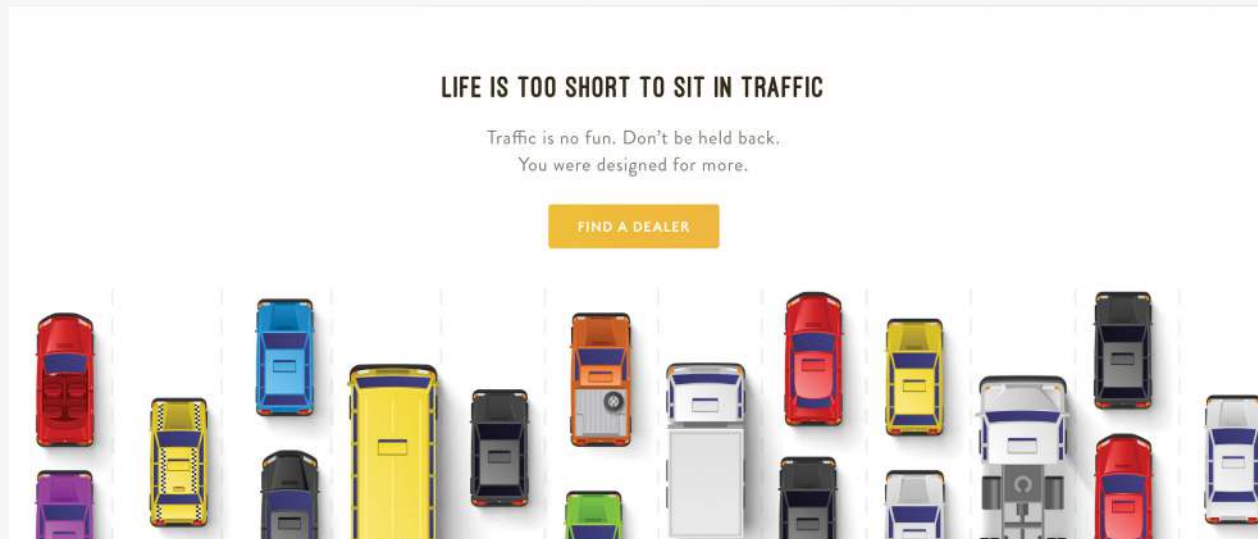 LIFE IS TOO SHORT TO SIT IN TRAFFIC
Traffic is no fun. Don't be held back.
You were designed for more.
FIND A DEALER